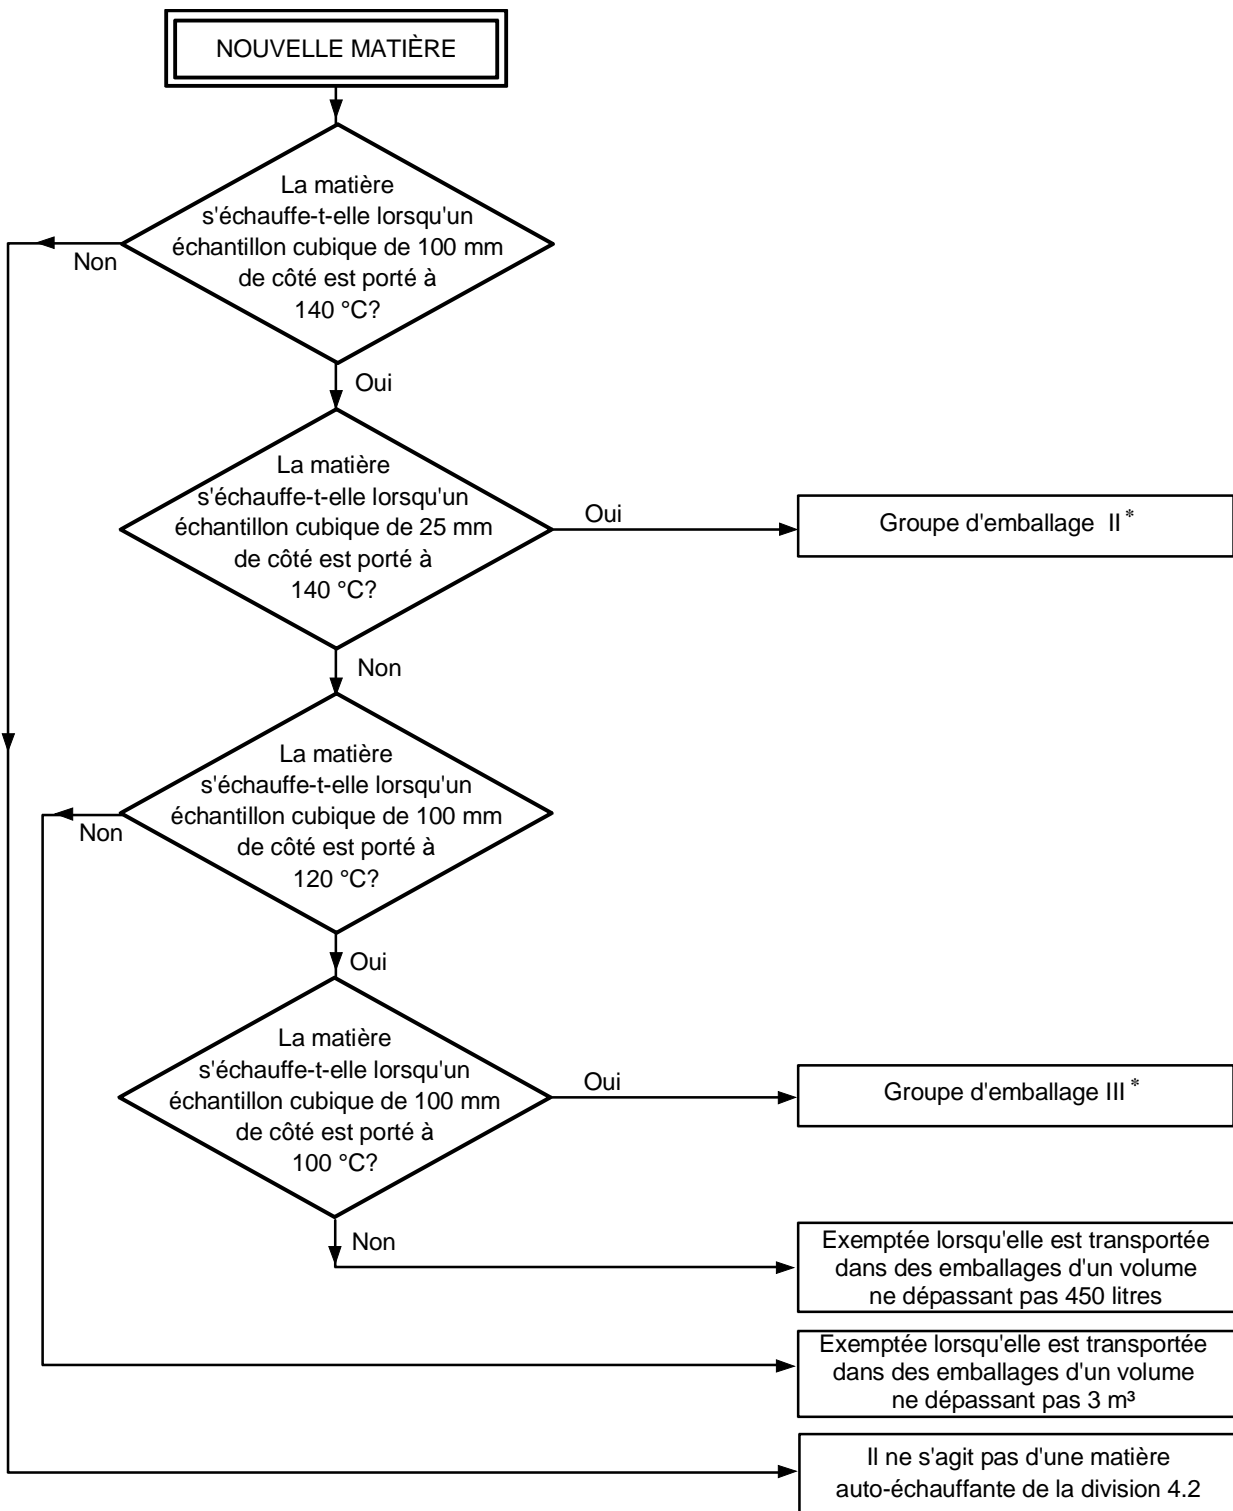 NOUVELLE MATIÈRE
La matière
s'échauffe-t-elle lorsqu'un
échantillon cubique de 100 mm
de côté est porté à
140 °C?
Non
Oui
La matière
s'échauffe-t-elle lorsqu'un
échantillon cubique de 25 mm
de côté est porté à
140 °C?
Oui
Groupe d'emballage II *
Non
La matière
s'échauffe-t-elle lorsqu'un
échantillon cubique de 100 mm
de côté est porté à
120 °C?
Non
Oui
La matière
s'échauffe-t-elle lorsqu'un
échantillon cubique de 100 mm
de côté est porté à
100 °C?
Oui
Groupe d'emballage III *
Non
Exemptée lorsqu'elle est transportée
dans des emballages d'un volume
ne dépassant pas 450 litres
Exemptée lorsqu'elle est transportée
dans des emballages d'un volume
ne dépassant pas 3 m³
Il ne s'agit pas d'une matière
auto-échauffante de la division 4.2